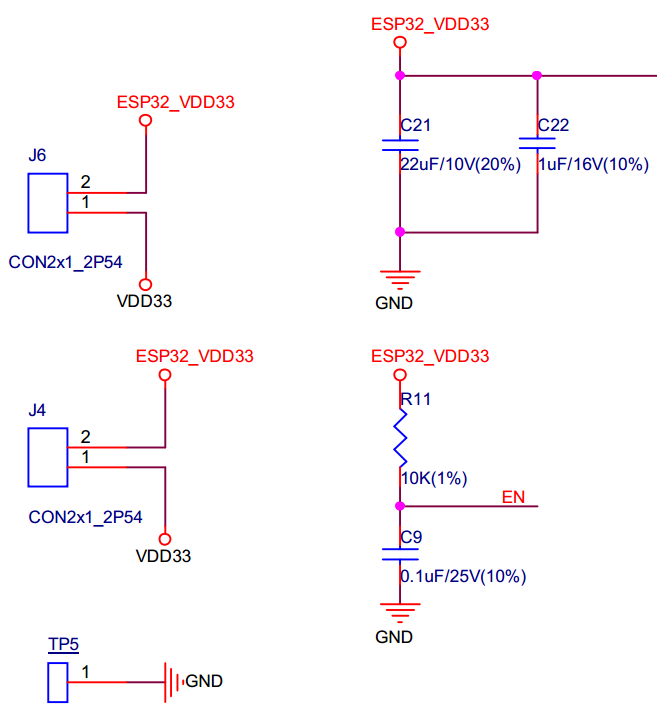 ESP32_VDD33
J6
2
1
CON2x1_2P54
VDD33
ESP32_VDD33
C21
22uF/10V(20%)
C22
1uF/16V(10%)
GND
ESP32_VDD33
J4
2
1
CON2x1_2P54
VDD33
ESP32_VDD33
R11
10K(1%)
EN
C9
0.1uF/25V(10%)
GND
TP5
1
GND